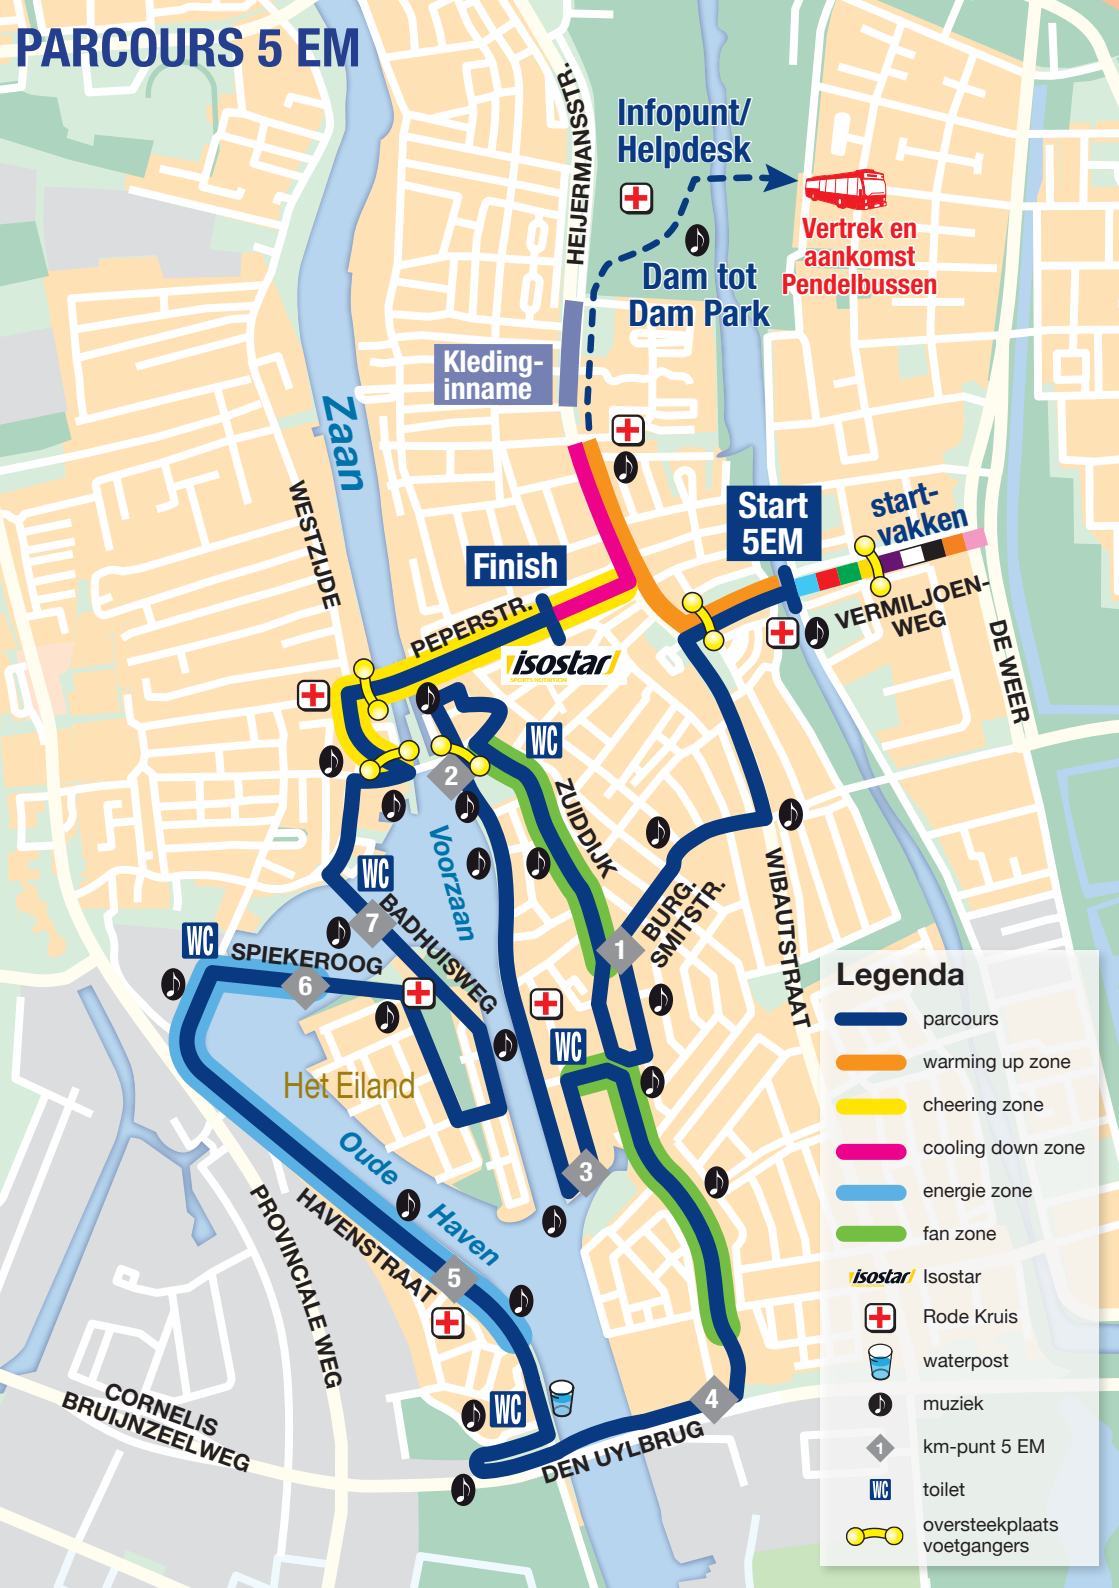 PARCOURS 5 EM
HEIJERMANSSTR.
Infopunt/
Helpdesk
Vertrek en
aankomst
Pendelbussen
Dam tot
Dam Park
Kleding-
inname
Zaan
WESTZIJDE
Start
5EM
start-
vakken
Finish
PEPERSTR.
VERMILJOEN-
WEG
DE WEER
isostar
SPORTS NUTRITION
WC
2
ZUIDDIJK
Voorzaan
WC
BADHUISWEG
7
BURG.
SMITSTR.
WIBAUTSTRAAT
1
WC
SPIEKEROOG
6
WC
Het Eiland
Oude
Haven
3
HAVENSTRAAT
PROVINCIALE WEG
5
CORNELIS
BRUIJNZEELWEG
WC
4
DEN UYLBRUG
Legenda
parcours
warming up zone
cheering zone
cooling down zone
energie zone
fan zone
isostar Isostar
Rode Kruis
waterpost
muziek
1 km-punt 5 EM
WC toilet
oversteekplaats
voetgangers